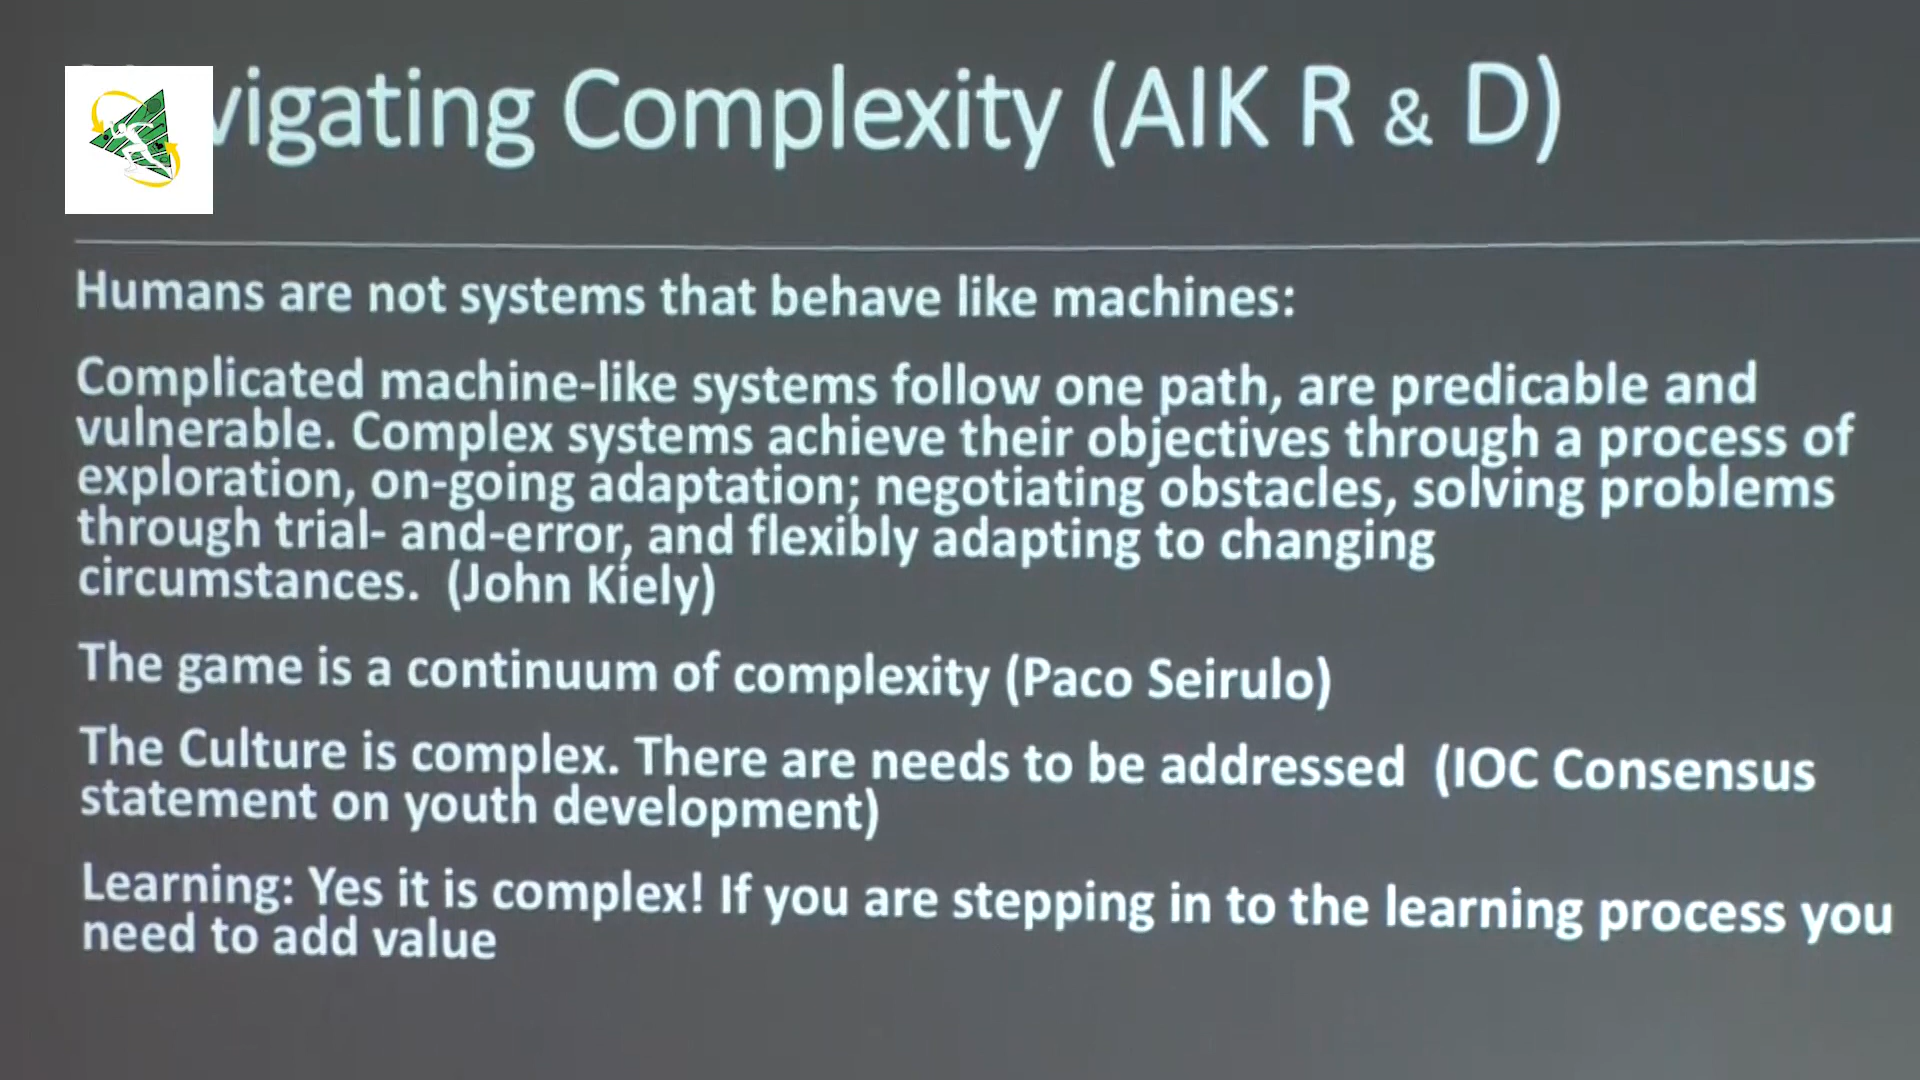 vigating Complexity (AIK R & D)
Humans are not systems that behave like machines:
Complicated machine-like systems follow one path, are predicable and
vulnerable. Complex systems achieve their objectives through a process of
exploration, on-going adaptation; negotiating obstacles, solving problems
through trial- and-error, and flexibly adapting to changing
circumstances. (John Kiely)
The game is a continuum of complexity (Paco Seirulo)
The Culture is complex. There are needs to be addressed (IOC Consensus
statement on youth development)
Learning: Yes it is complex! If you are stepping in to the learning process you
need to add value